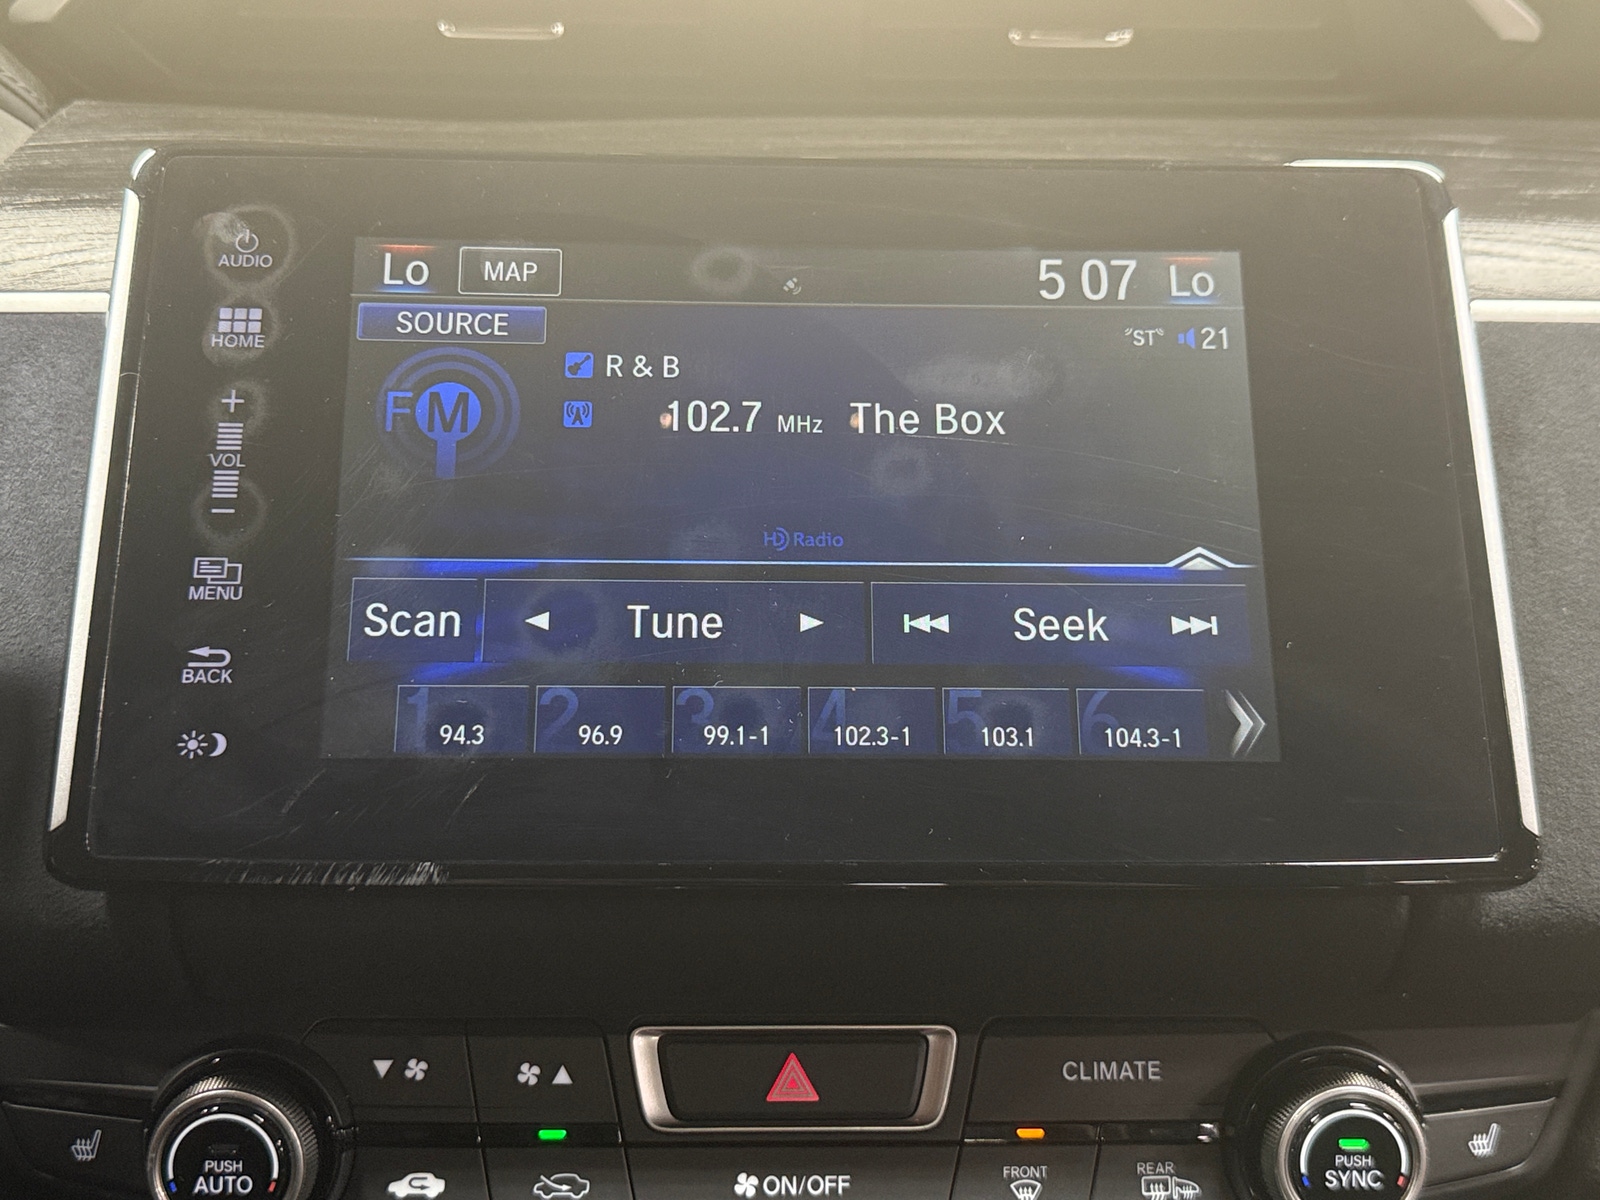 AUDIO
HOME
+
VOL
−
MENU
BACK
Lo
MAP
5 07
Lo
SOURCE
"ST"
21
FM
R & B
102.7 MHz
The Box
HD Radio
Scan
Tune
Seek
1
94.3
2
96.9
3
99.1-1
4
102.3-1
5
103.1
6
104.3-1
CLIMATE
PUSH
AUTO
ON/OFF
FRONT
REAR
PUSH
SYNC